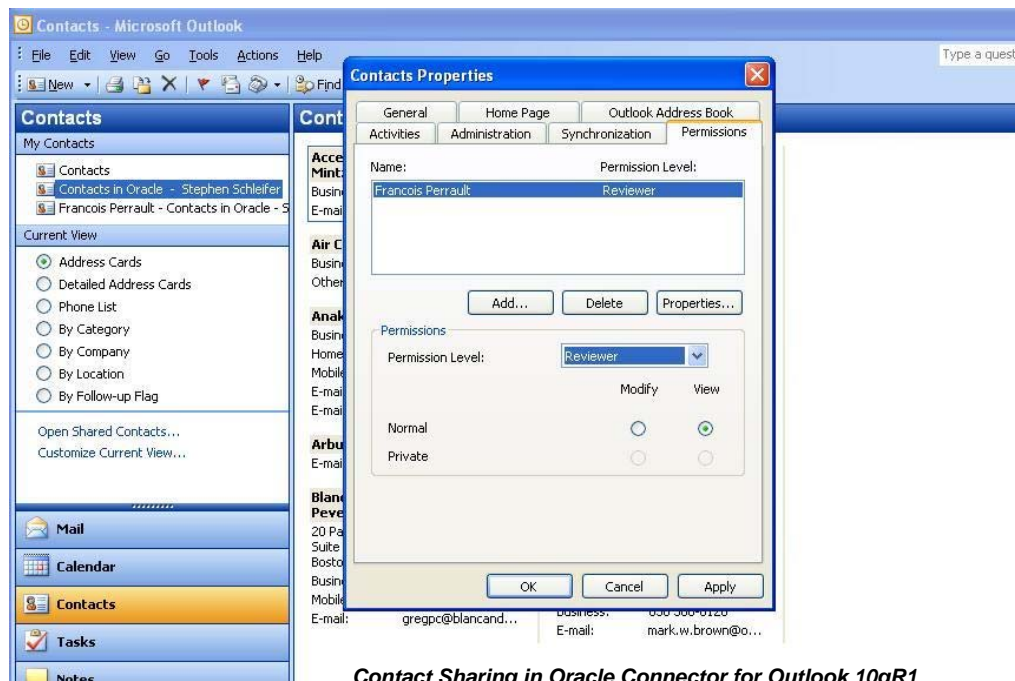 Contacts - Microsoft Outlook
File Edit View Go Tools Actions Help
Type a quest
New Find
Contacts
My Contacts
Contacts
Contacts in Oracle - Stephen Schleifer
Francois Perrault - Contacts in Oracle - S
Current View
Address Cards
Detailed Address Cards
Phone List
By Category
By Company
By Location
By Follow-up Flag
Open Shared Contacts...
Customize Current View...
Mail
Calendar
Contacts
Tasks
Notes
Cont
Acce
Mint
Busin
E-mai
Air C
Busin
Other
Anak
Busin
Home
Mobile
E-mai
E-mai
Arbu
E-mai
Blan
Peve
20 Pa
Suite
Bosto
Busin
Mobile
E-mail: gregpc@blancand...
Business:
E-mail: mark.w.brown@o...
Contacts Properties
General Home Page Outlook Address Book
Activities Administration Synchronization Permissions
Name: Permission Level:
Francois Perrault Reviewer
Add... Delete Properties...
Permissions
Permission Level: Reviewer
Modify View
Normal
Private
OK Cancel Apply
Contact Sharing in Oracle Connector for Outlook 10gR1